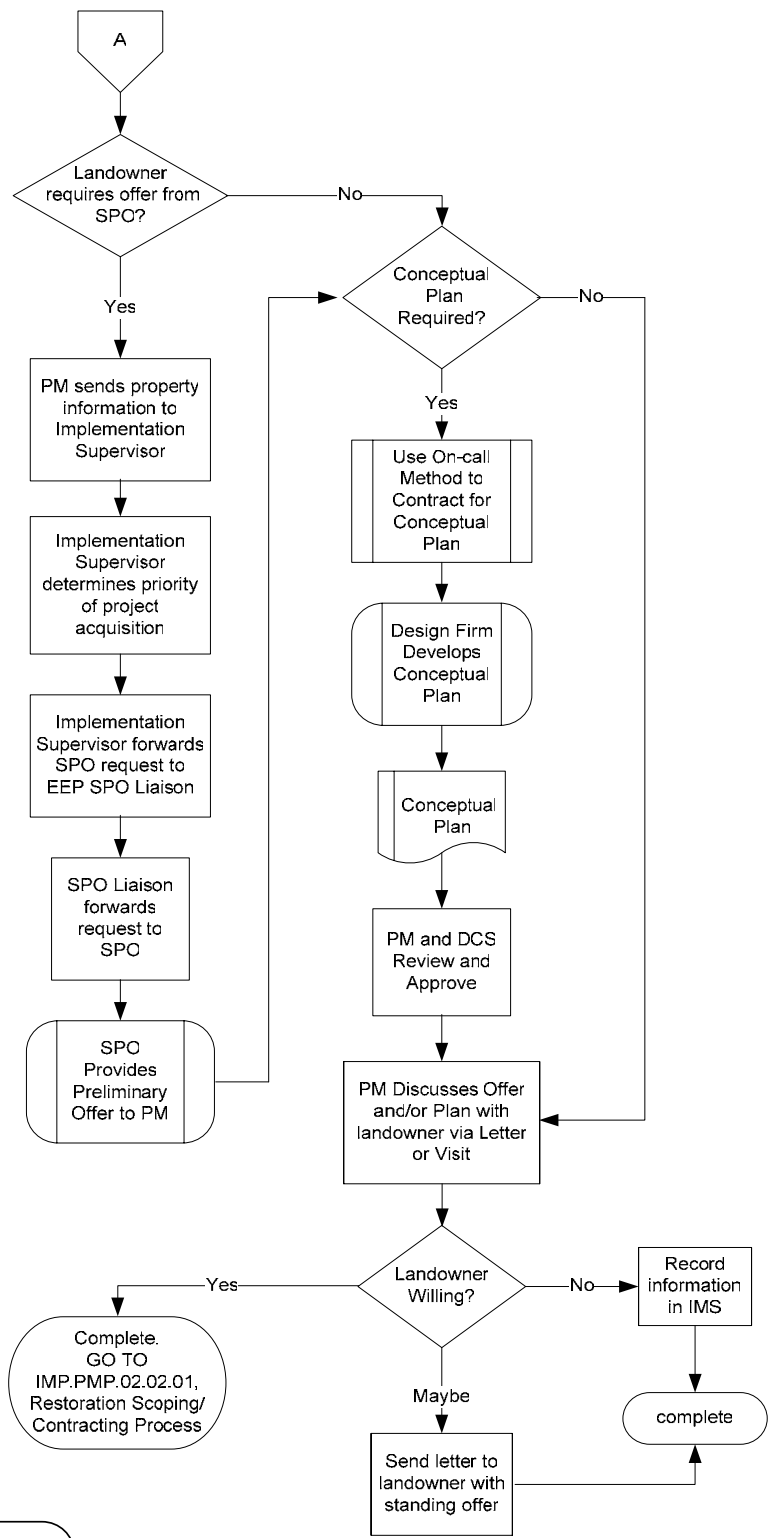 A
Landowner
requires offer from
SPO?
No
Yes
PM sends property
information to
Implementation
Supervisor
Implementation
Supervisor
determines priority
of project
acquisition
Implementation
Supervisor forwards
SPO request to
EEP SPO Liaison
SPO Liaison
forwards
request to
SPO
SPO
Provides
Preliminary
Offer to PM
Conceptual
Plan
Required?
No
Yes
Use On-call
Method to
Contract for
Conceptual
Plan
Design Firm
Develops
Conceptual
Plan
Conceptual
Plan
PM and DCS
Review and
Approve
PM Discusses Offer
and/or Plan with
landowner via Letter
or Visit
Landowner
Willing?
Yes
Complete.
GO TO
IMP.PMP.02.02.01,
Restoration Scoping/
Contracting Process
No
Record
information
in IMS
complete
Maybe
Send letter to
landowner with
standing offer